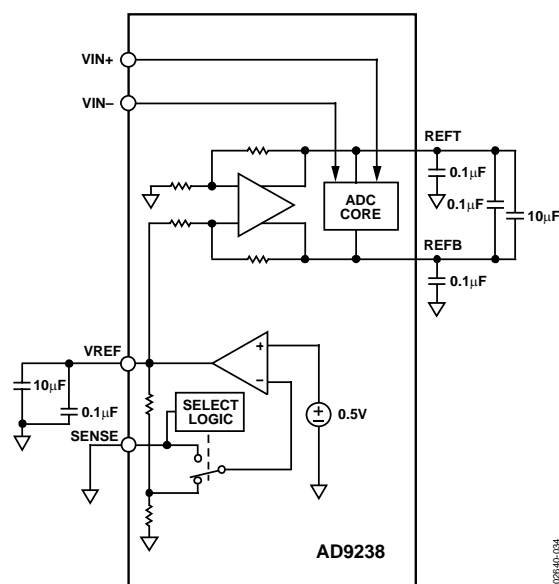 VIN+
VIN–
REFT
0.1μF
ADC
CORE
0.1μF
10μF
REFB
0.1μF
VREF
+
–
10μF
0.1μF
SELECT
LOGIC
+
–
0.5V
SENSE
AD9238
02640-034